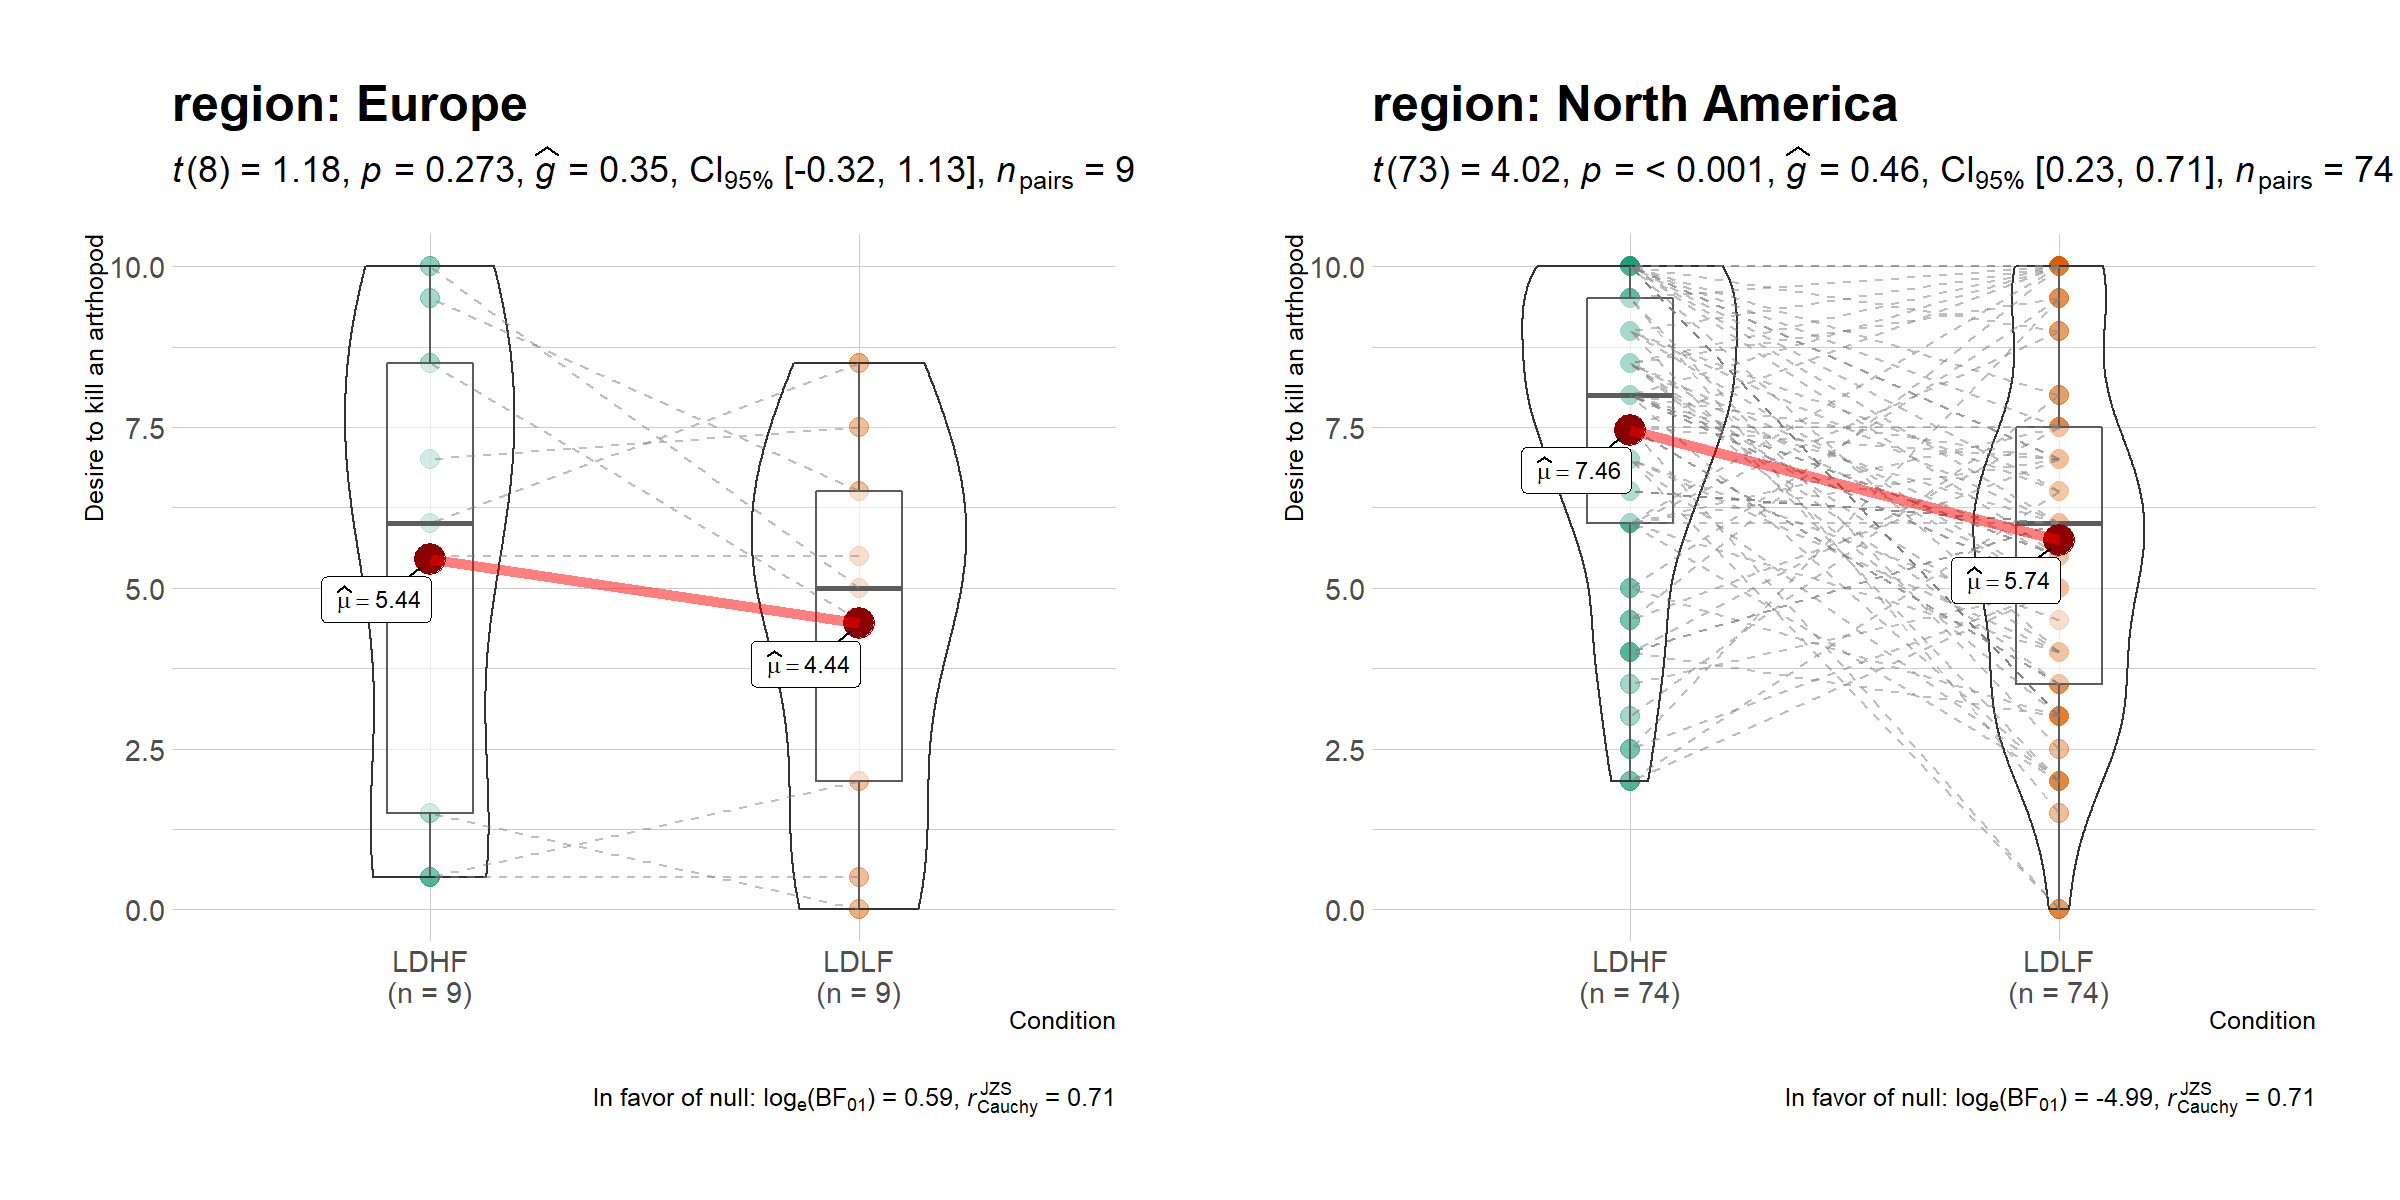 region: Europe
t(8) = 1.18, p = 0.273, ĝ = 0.35, CI95% [-0.32, 1.13], npairs = 9
Desire to kill an artrhopod
10.0
7.5
5.0
2.5
0.0
μ̂ = 5.44
μ̂ = 4.44
LDHF
(n = 9)
LDLF
(n = 9)
Condition
In favor of null: loge(BF01) = 0.59, rJZSCauchy = 0.71
region: North America
t(73) = 4.02, p = < 0.001, ĝ = 0.46, CI95% [0.23, 0.71], npairs = 74
Desire to kill an artrhopod
10.0
7.5
5.0
2.5
0.0
μ̂ = 7.46
μ̂ = 5.74
LDHF
(n = 74)
LDLF
(n = 74)
Condition
In favor of null: loge(BF01) = -4.99, rJZSCauchy = 0.71